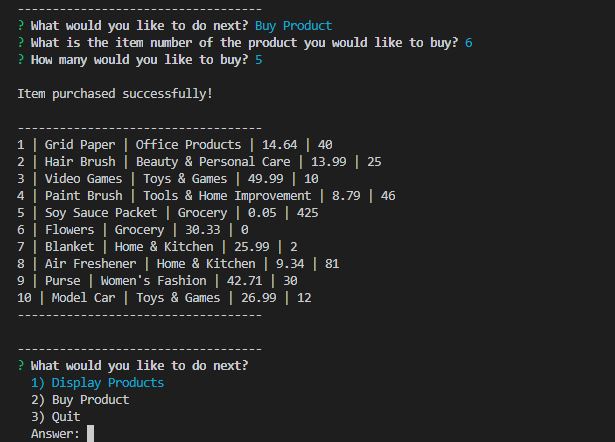 -----------------------------------
? What would you like to do next? Buy Product
? What is the item number of the product you would like to buy? 6
? How many would you like to buy? 5
Item purchased successfully!
-----------------------------------
1 | Grid Paper | Office Products | 14.64 | 40
2 | Hair Brush | Beauty & Personal Care | 13.99 | 25
3 | Video Games | Toys & Games | 49.99 | 10
4 | Paint Brush | Tools & Home Improvement | 8.79 | 46
5 | Soy Sauce Packet | Grocery | 0.05 | 425
6 | Flowers | Grocery | 30.33 | 0
7 | Blanket | Home & Kitchen | 25.99 | 2
8 | Air Freshener | Home & Kitchen | 9.34 | 81
9 | Purse | Women's Fashion | 42.71 | 30
10 | Model Car | Toys & Games | 26.99 | 12
-----------------------------------
-----------------------------------
? What would you like to do next?
1) Display Products
2) Buy Product
3) Quit
Answer: